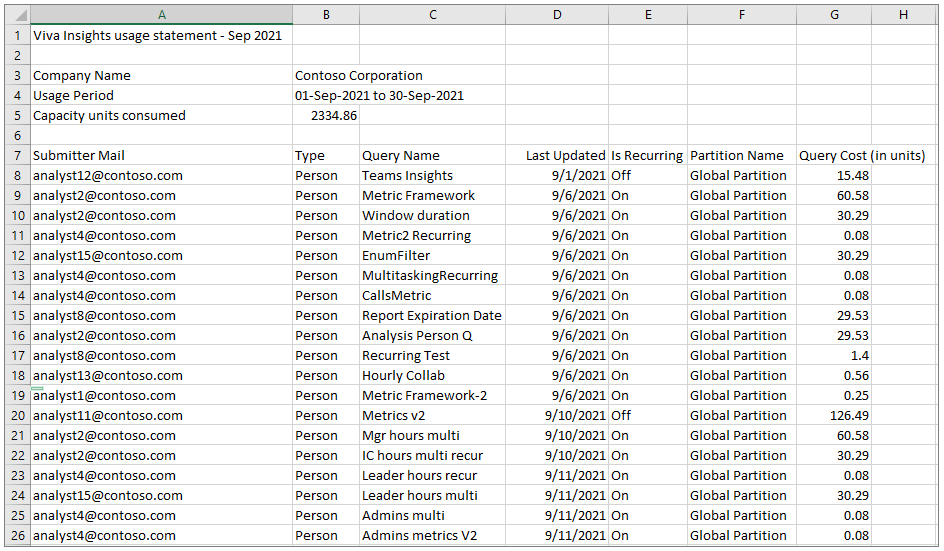 A B C D E F G H
1 Viva Insights usage statement - Sep 2021
2
3 Company Name Contoso Corporation
4 Usage Period 01-Sep-2021 to 30-Sep-2021
5 Capacity units consumed 2334.86
6
7 Submitter Mail Type Query Name Last Updated Is Recurring Partition Name Query Cost (in units)
8 analyst12@contoso.com Person Teams Insights 9/1/2021 Off Global Partition 15.48
9 analyst2@contoso.com Person Metric Framework 9/6/2021 On Global Partition 60.58
10 analyst2@contoso.com Person Window duration 9/6/2021 On Global Partition 30.29
11 analyst4@contoso.com Person Metric2 Recurring 9/6/2021 On Global Partition 0.08
12 analyst15@contoso.com Person EnumFilter 9/6/2021 On Global Partition 30.29
13 analyst4@contoso.com Person MultitaskingRecurring 9/6/2021 On Global Partition 0.08
14 analyst4@contoso.com Person CallsMetric 9/6/2021 On Global Partition 0.08
15 analyst8@contoso.com Person Report Expiration Date 9/6/2021 On Global Partition 29.53
16 analyst2@contoso.com Person Analysis Person Q 9/6/2021 On Global Partition 29.53
17 analyst8@contoso.com Person Recurring Test 9/6/2021 On Global Partition 1.4
18 analyst13@contoso.com Person Hourly Collab 9/6/2021 On Global Partition 0.56
19 analyst1@contoso.com Person Metric Framework-2 9/6/2021 On Global Partition 0.25
20 analyst11@contoso.com Person Metrics v2 9/10/2021 Off Global Partition 126.49
21 analyst2@contoso.com Person Mgr hours multi 9/10/2021 On Global Partition 60.58
22 analyst2@contoso.com Person IC hours multi recur 9/10/2021 On Global Partition 30.29
23 analyst4@contoso.com Person Leader hours recur 9/11/2021 On Global Partition 0.08
24 analyst15@contoso.com Person Leader hours multi 9/11/2021 On Global Partition 30.29
25 analyst4@contoso.com Person Admins multi 9/11/2021 On Global Partition 0.08
26 analyst4@contoso.com Person Admins metrics V2 9/11/2021 On Global Partition 0.08